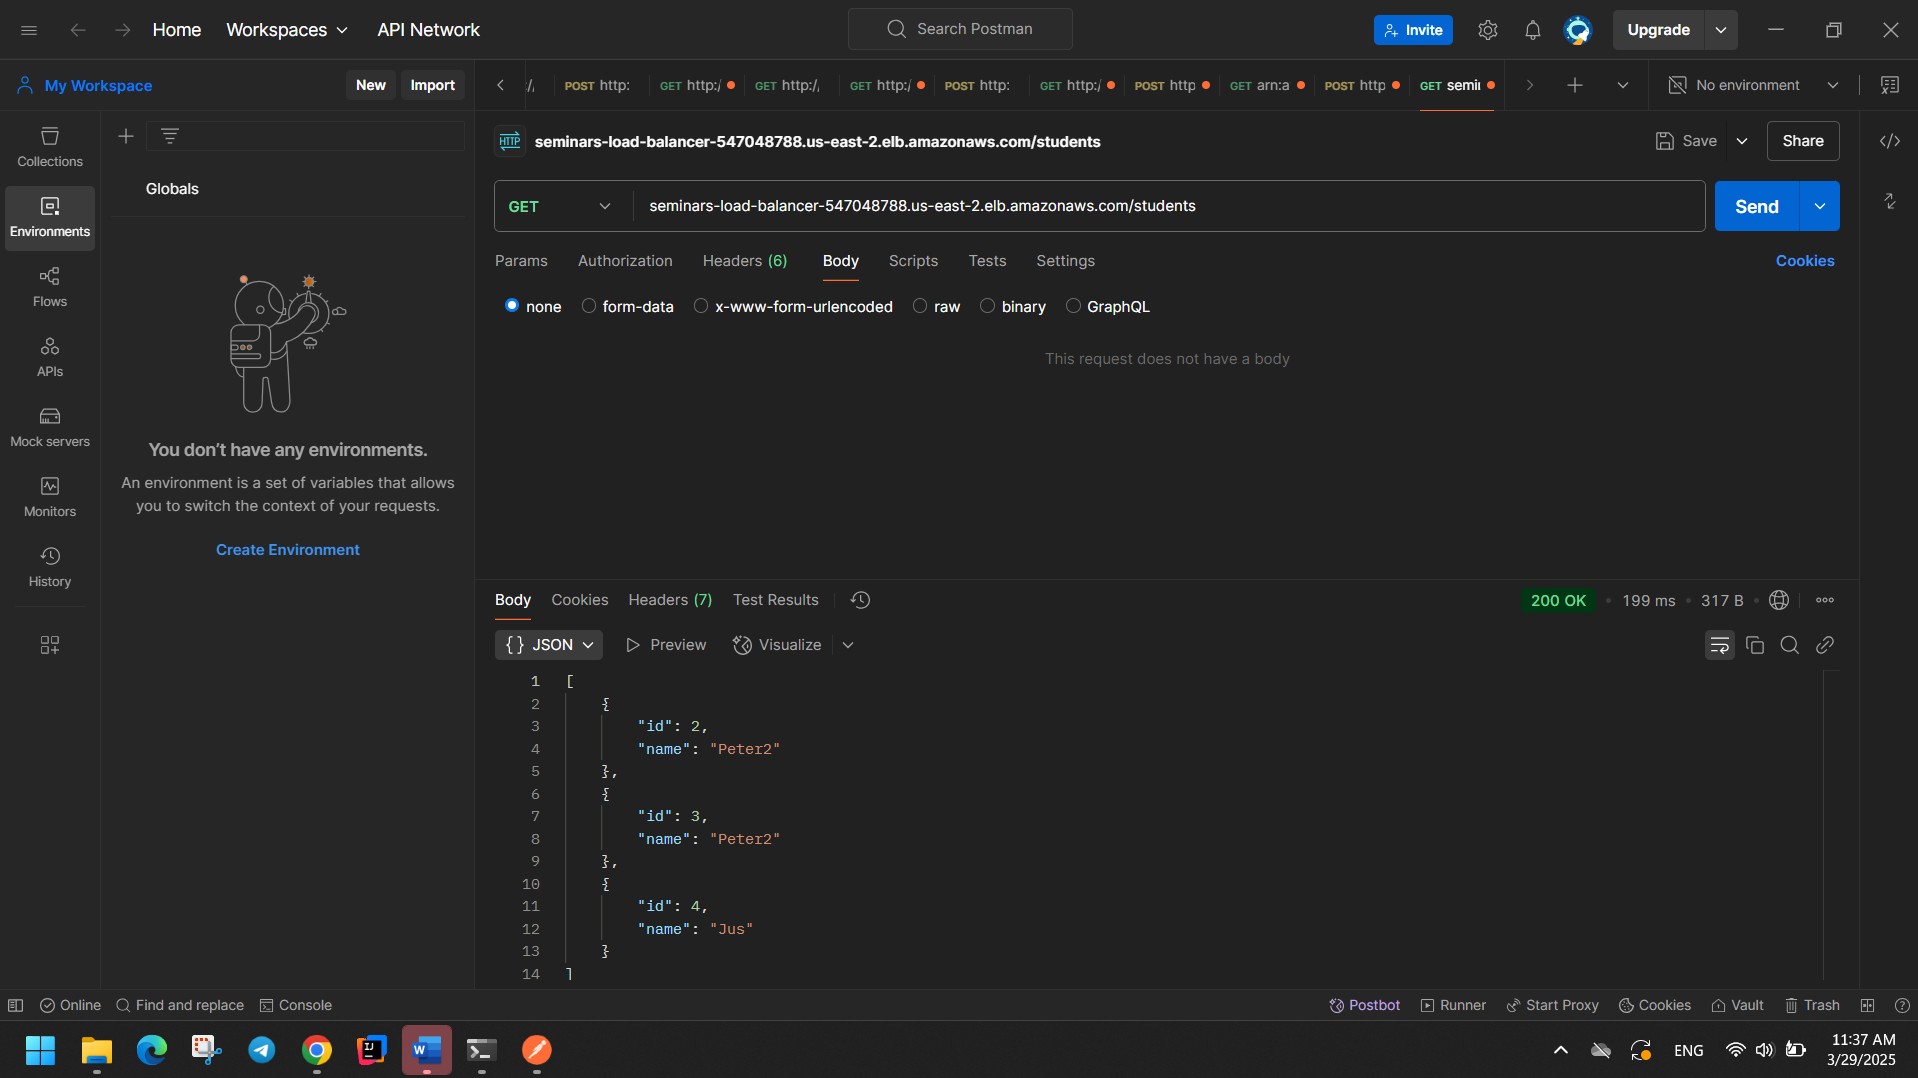 Home
Workspaces
API Network
Search Postman
Invite
Upgrade
My Workspace
New
Import
POST http:
GET http:/
GET http://
GET http:/
POST http:
GET http:/
POST http
GET arn:a
POST http
GET semi
No environment
HTTP
seminars-load-balancer-547048788.us-east-2.elb.amazonaws.com/students
Save
Share
Collections
Environments
Flows
APIs
Mock servers
Monitors
History
Globals
You don't have any environments.
An environment is a set of variables that allows
you to switch the context of your requests.
Create Environment
GET
seminars-load-balancer-547048788.us-east-2.elb.amazonaws.com/students
Send
Params
Authorization
Headers (6)
Body
Scripts
Tests
Settings
Cookies
none
form-data
x-www-form-urlencoded
raw
binary
GraphQL
This request does not have a body
Body
Cookies
Headers (7)
Test Results
200 OK
199 ms
317 B
{} JSON
Preview
Visualize
1 [
2 {
3 "id": 2,
4 "name": "Peter2"
5 },
6 {
7 "id": 3,
8 "name": "Peter2"
9 },
10 {
11 "id": 4,
12 "name": "Jus"
13 }
14 ]
Online
Find and replace
Console
Postbot
Runner
Start Proxy
Cookies
Vault
Trash
ENG
11:37 AM
3/29/2025